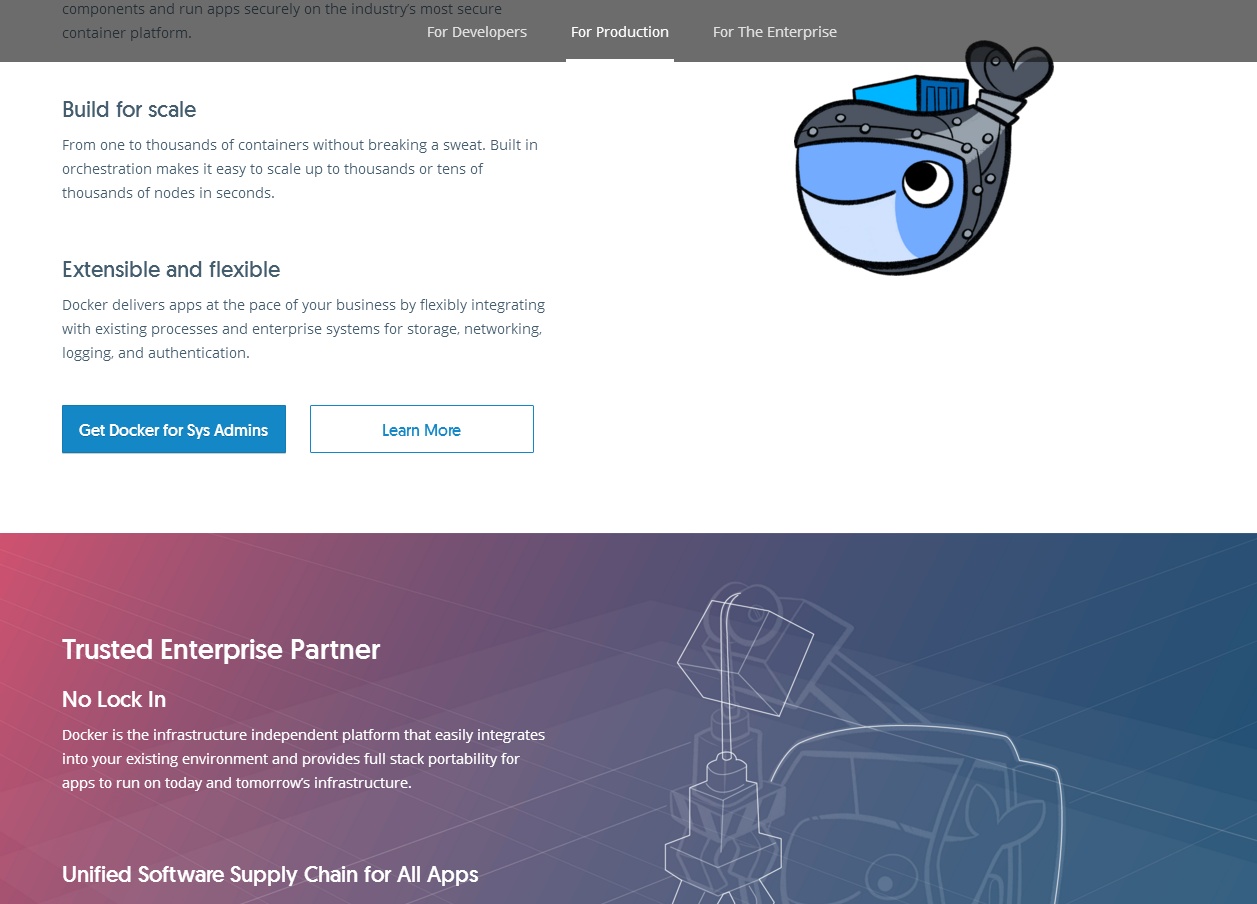 components and run apps securely on the industry's most secure
container platform.
For Developers
For Production
For The Enterprise
Build for scale
From one to thousands of containers without breaking a sweat. Built in
orchestration makes it easy to scale up to thousands or tens of
thousands of nodes in seconds.
Extensible and flexible
Docker delivers apps at the pace of your business by flexibly integrating
with existing processes and enterprise systems for storage, networking,
logging, and authentication.
Get Docker for Sys Admins
Learn More
Trusted Enterprise Partner
No Lock In
Docker is the infrastructure independent platform that easily integrates
into your existing environment and provides full stack portability for
apps to run on today and tomorrow's infrastructure.
Unified Software Supply Chain for All Apps